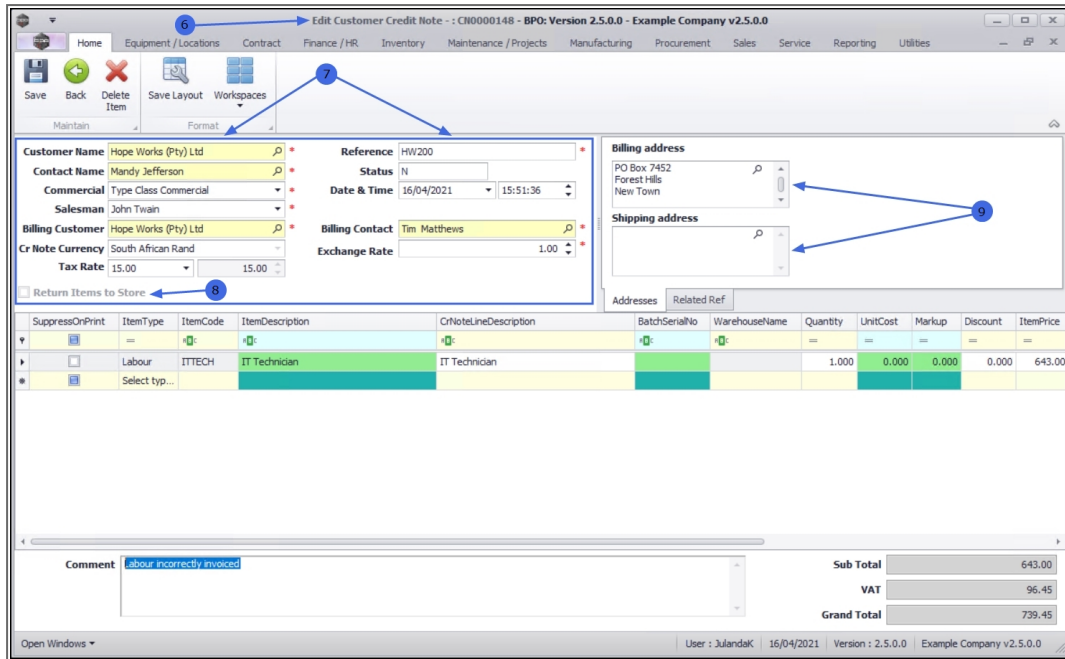 6
Edit Customer Credit Note - : CN0000148 - BPO: Version 2.5.0.0 - Example Company v2.5.0.0
Home Equipment / Locations Contract Finance / HR Inventory Maintenance / Projects Manufacturing Procurement Sales Service Reporting Utilities
Save Back Delete Item Save Layout Workspaces
7
Maintain Format
Customer Name Hope Works (Pty) Ltd * Reference HW200 *
Contact Name Mandy Jefferson * Status N
Commercial Type Class Commercial * Date & Time 16/04/2021 15:51:36
Salesman John Twain *
Billing Customer Hope Works (Pty) Ltd * Billing Contact Tim Matthews *
Cr Note Currency South African Rand Exchange Rate 1.00 *
Tax Rate 15.00 15.00
Return Items to Store 8
Billing address
PO Box 7452
Forest Hills
New Town
9
Shipping address
Addresses Related Ref
SuppressOnPrint ItemType ItemCode ItemDescription CrNoteLineDescription BatchSerialNo WarehouseName Quantity UnitCost Markup Discount ItemPrice
Labour ITTECH IT Technician IT Technician 1.000 0.000 0.000 0.000 643.00
Select typ...
Comment Labour incorrectly invoiced
Sub Total 643.00
VAT 96.45
Grand Total 739.45
Open Windows User : JulandaK 16/04/2021 Version : 2.5.0.0 Example Company v2.5.0.0